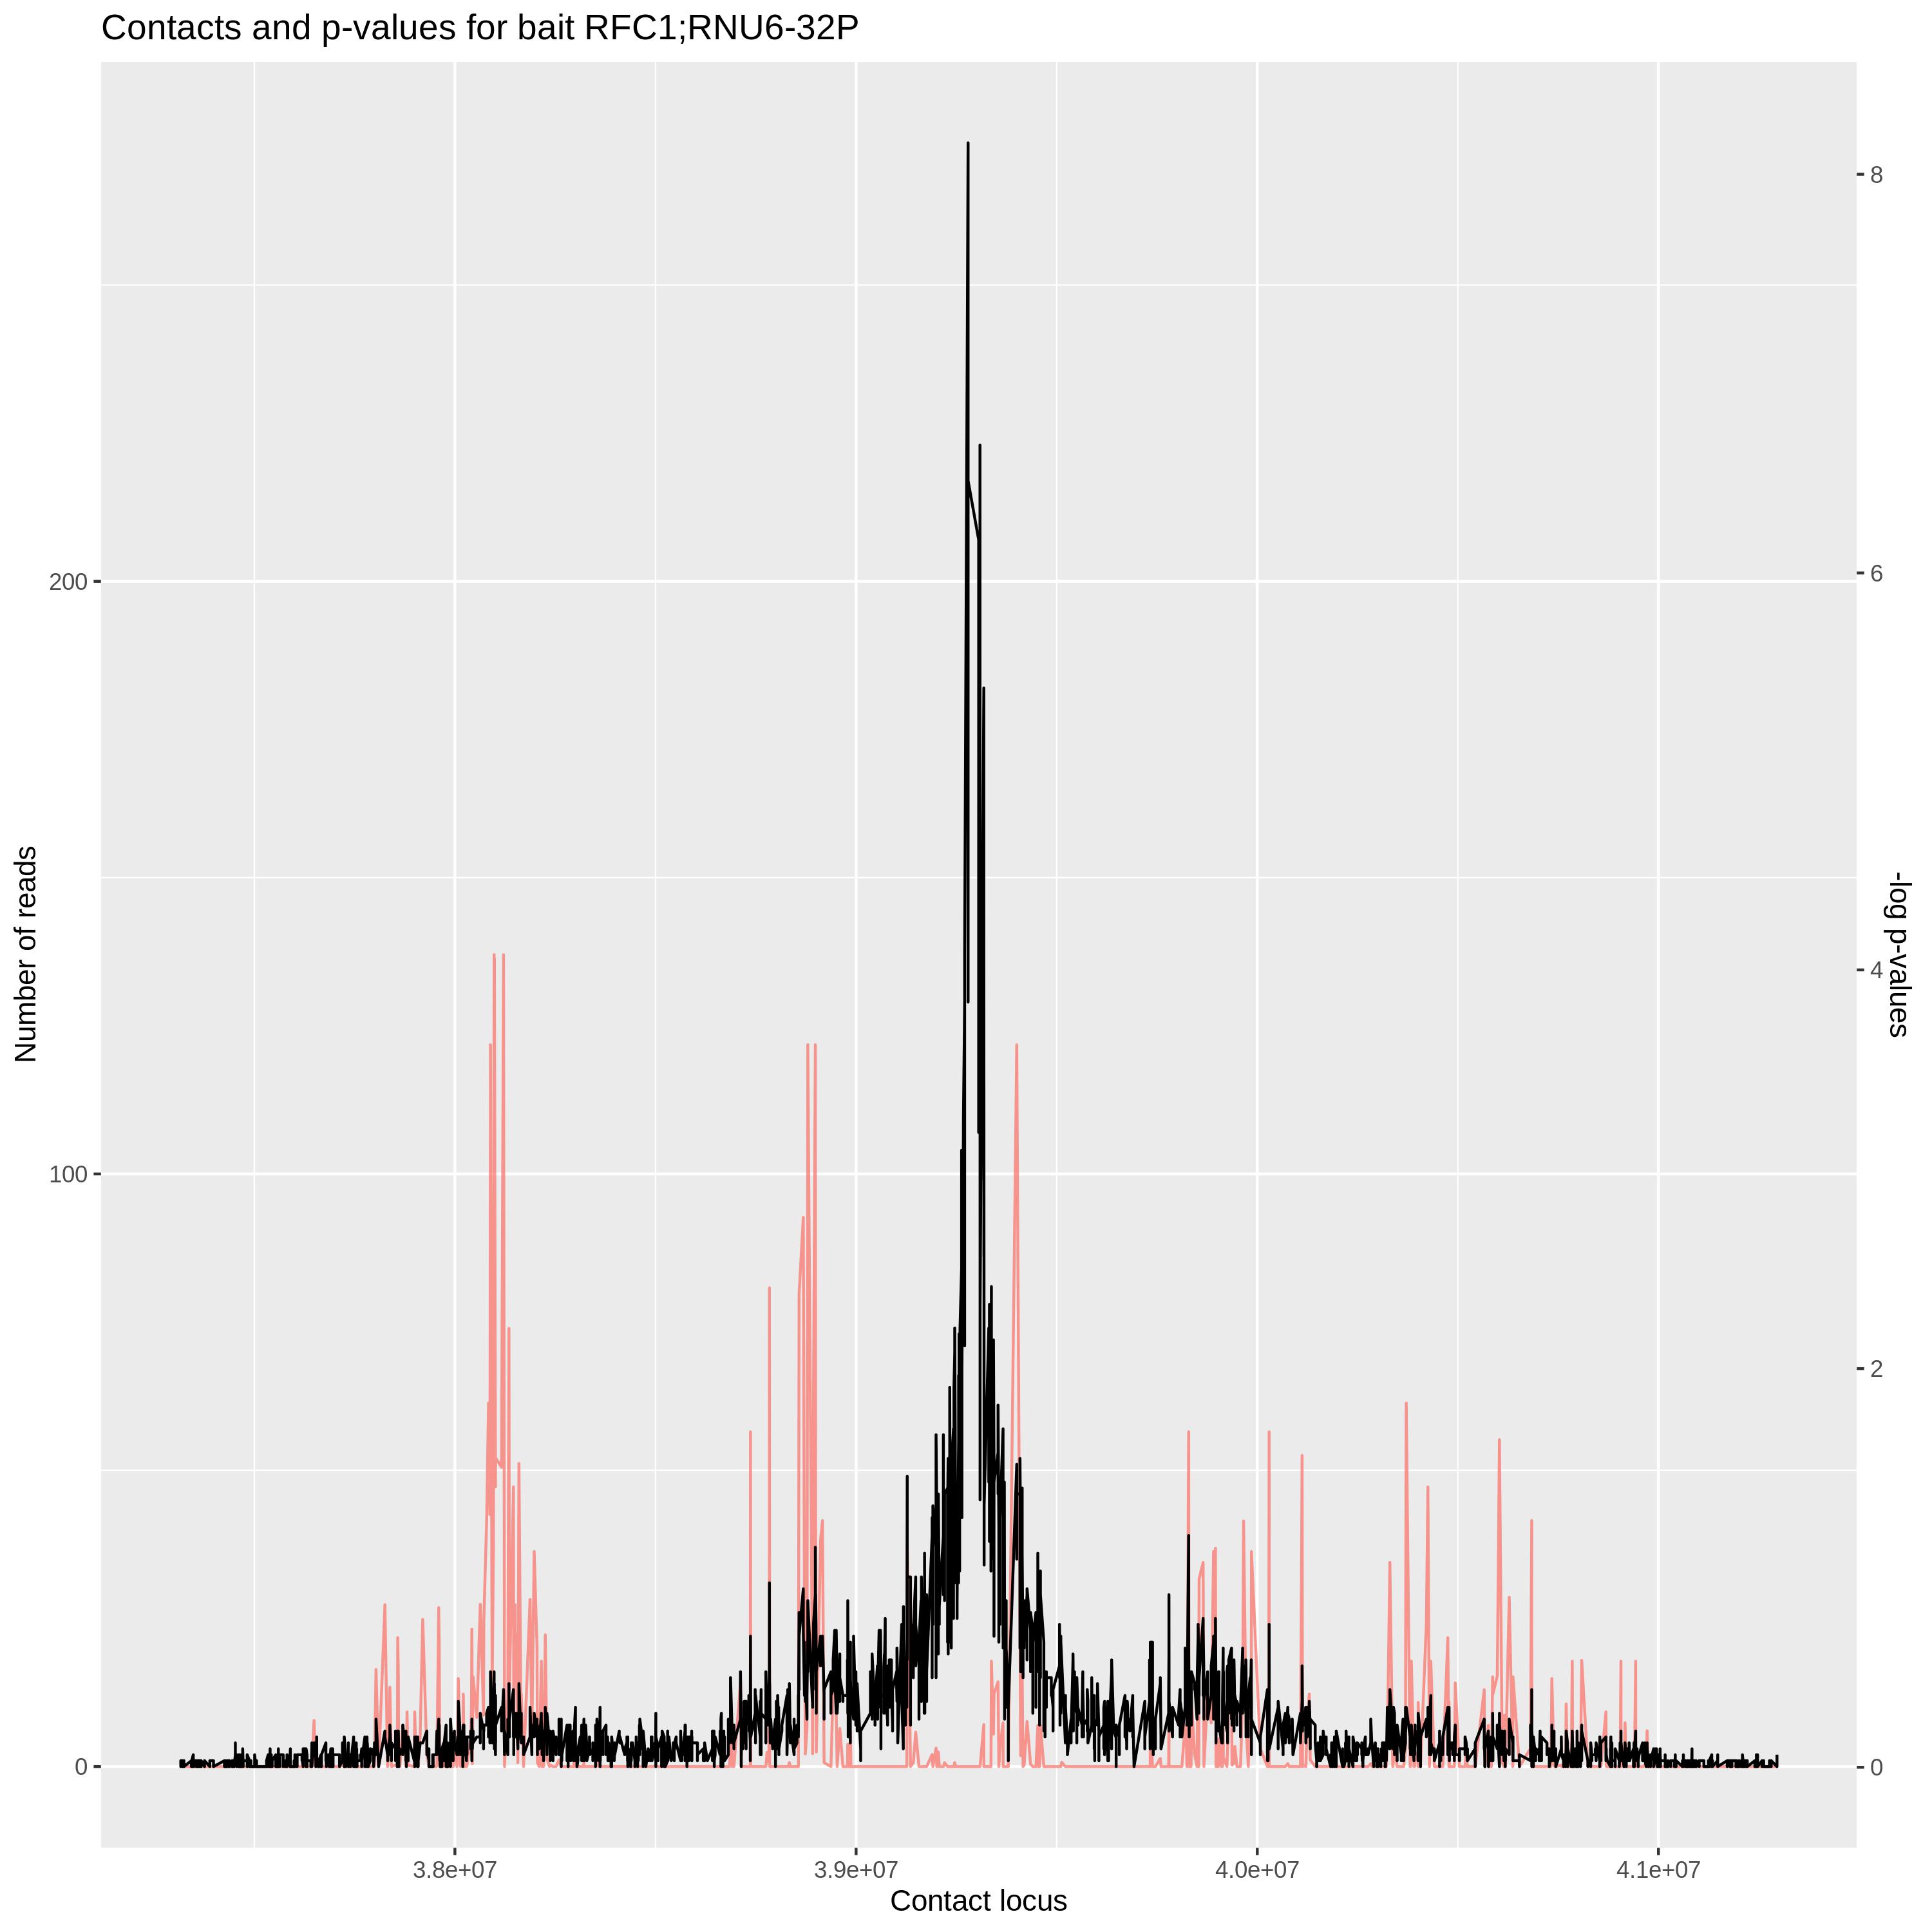 Contacts and p-values for bait RFC1;RNU6-32P
Number of reads
200
100
0
8
6
4
2
0
-log p-values
3.8e+07
3.9e+07
4.0e+07
4.1e+07
Contact locus